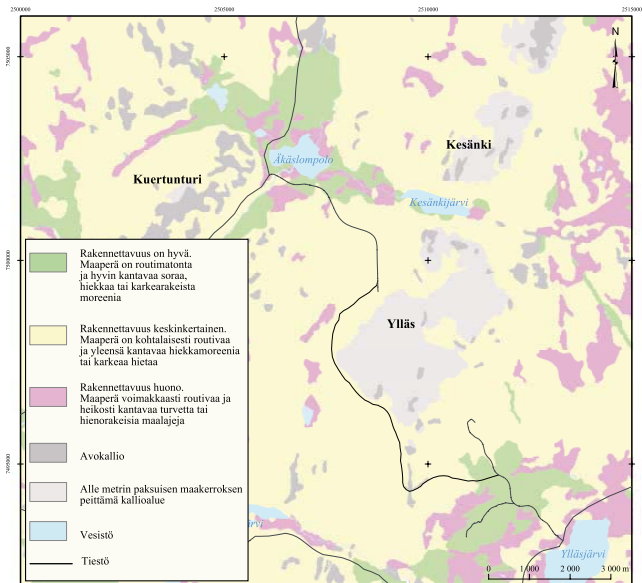 2500000
2505000
2510000
2515000
7505000
N
Kesänki
Äkäslompolo
Kuertunturi
Kesänkijärvi
Rakennettavuus on hyvä.
Maaperä on routimatonta
ja hyvin kantavaa soraa,
hiekkaa tai karkearakeista
moreenia
7500000
Ylläs
Rakennettavuus keskinkertainen.
Maaperä on kohtalaisesti routivaa
ja yleensä kantavaa hiekkamoreenia
tai karkeaa hietaa
Rakennettavuus huono.
Maaperä voimakkaasti routivaa ja
heikosti kantavaa turvetta tai
hienorakeisia maalajeja
Avokallio
7495000
Alle metrin paksuisen maakerroksen
peittämä kallioalue
Vesistö
ärvi
Ylläsjärvi
Tiestö
0 1 000 2 000 3 000 m